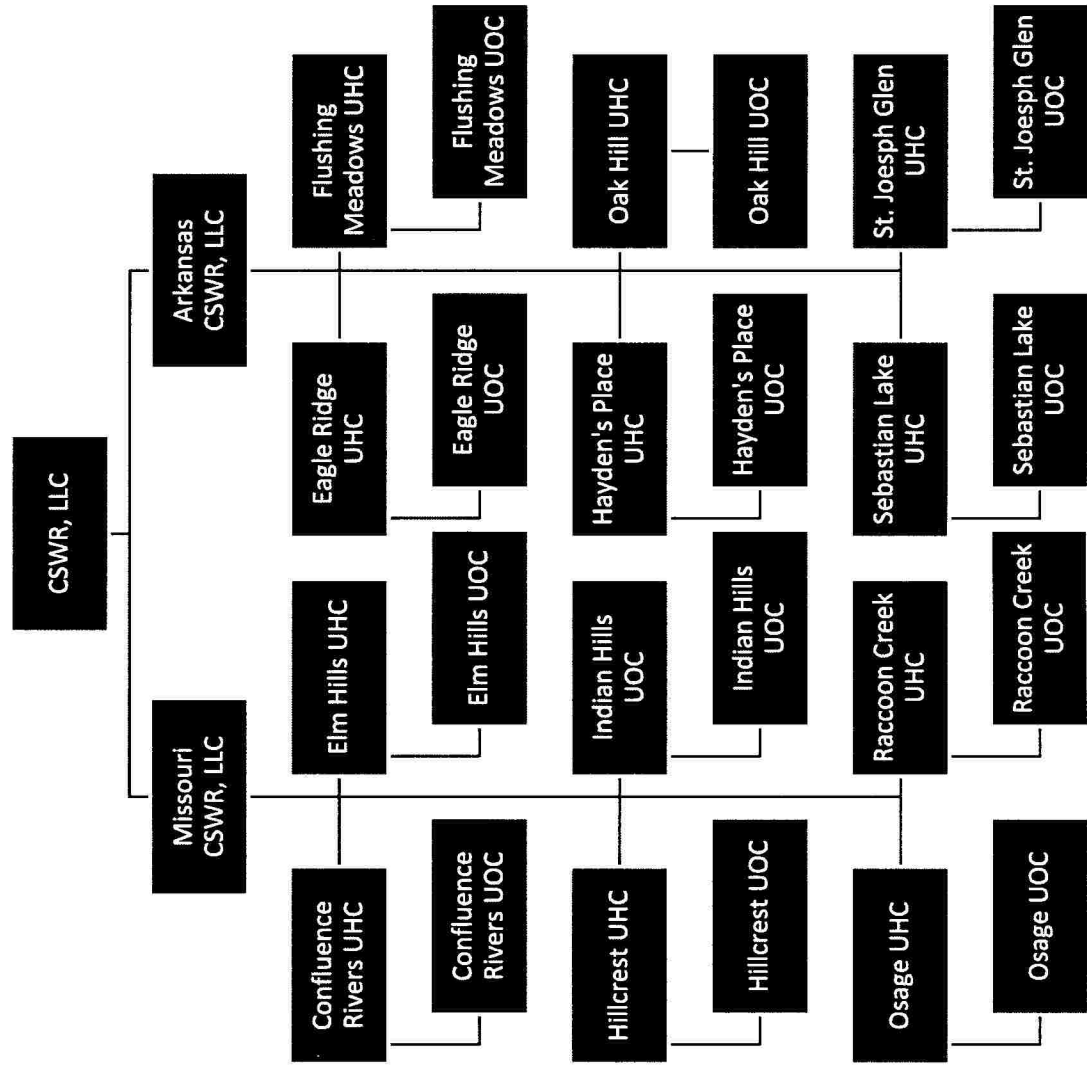 CSWR, LLC
Missouri
CSWR, LLC
Arkansas
CSWR, LLC
Confluence
Rivers UHC
Elm Hills UHC
Eagle Ridge
UHC
Flushing
Meadows UHC
Confluence
Rivers UOC
Elm Hills UOC
Eagle Ridge
UOC
Flushing
Meadows UOC
Hillcrest UHC
Indian Hills
UOC
Hayden's Place
UHC
Oak Hill UHC
Hillcrest UOC
Indian Hills
UOC
Hayden's Place
UOC
Oak Hill UOC
Osage UHC
Raccoon Creek
UHC
Sebastian Lake
UHC
St. Joesph Glen
UHC
Osage UOC
Raccoon Creek
UOC
Sebastian Lake
UOC
St. Joesph Glen
UOC